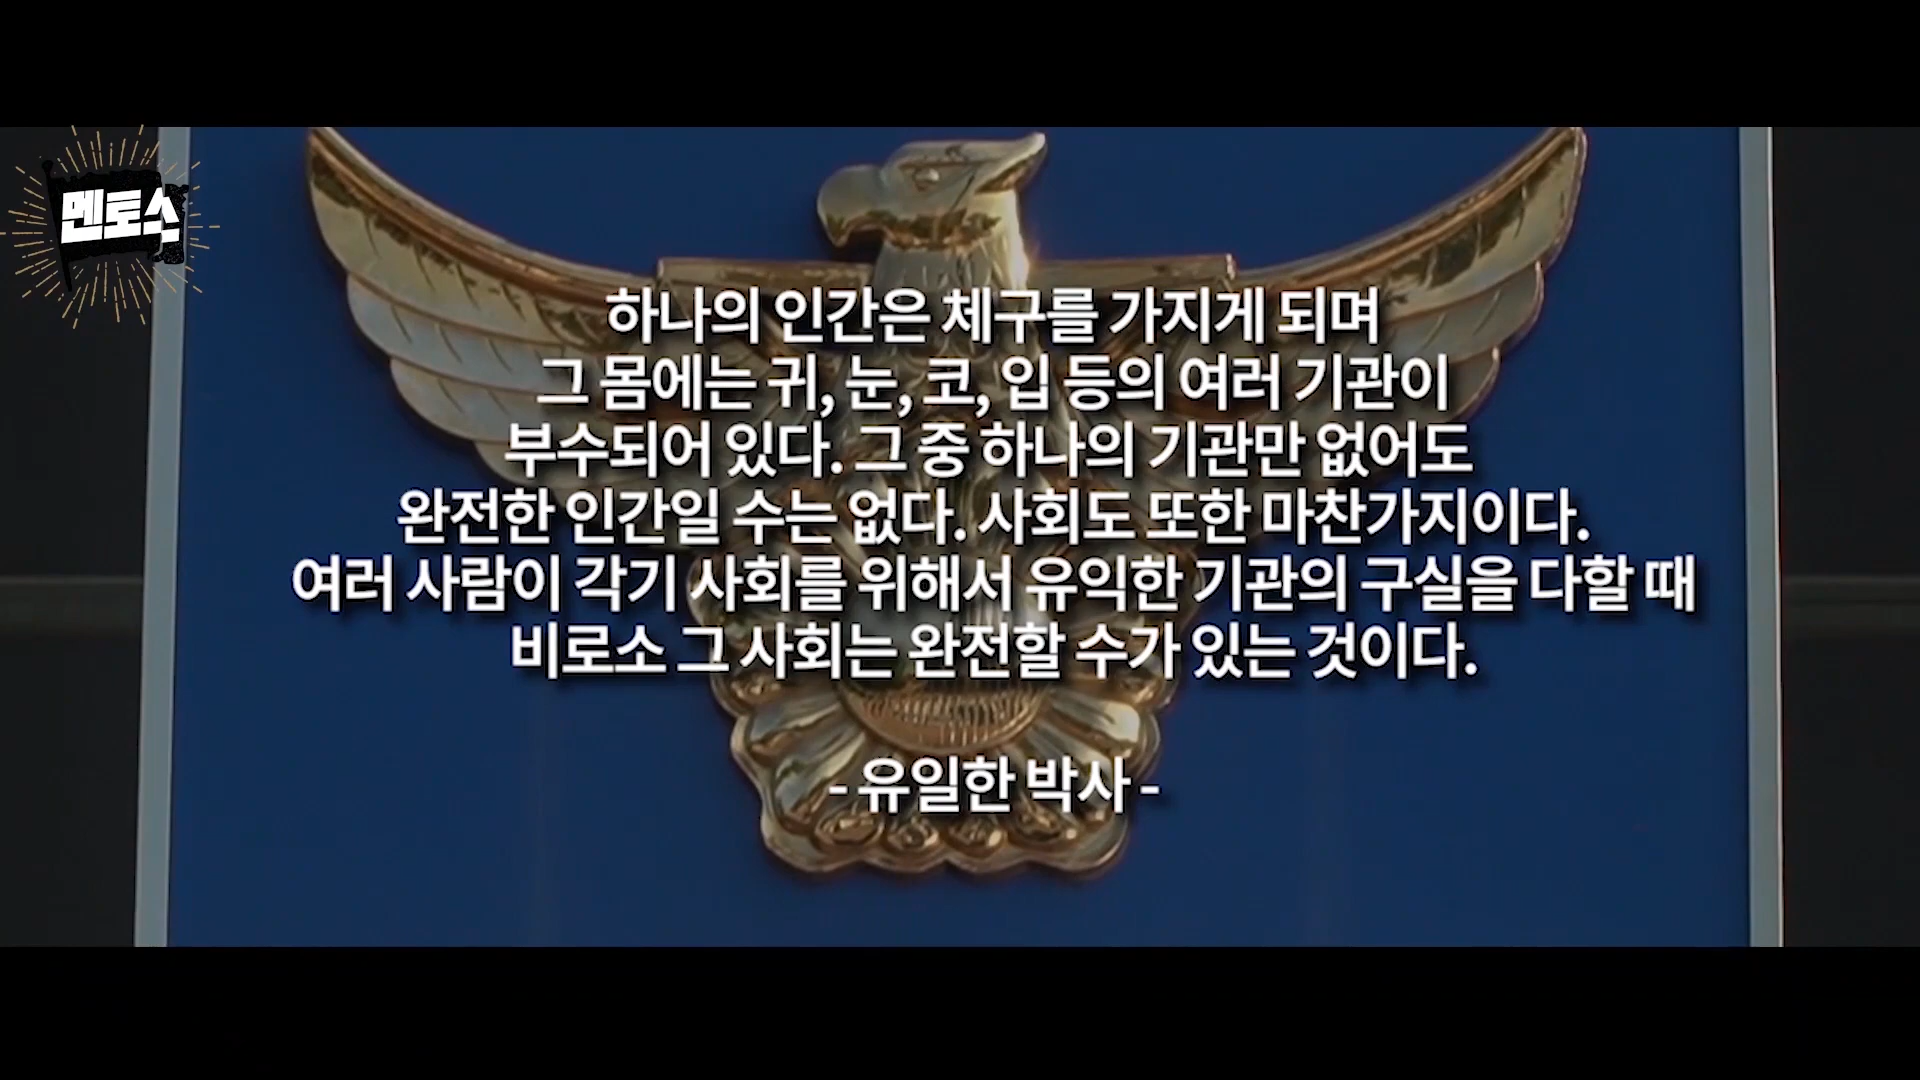 멘토스
하나의 인간은 체구를 가지게 되며
그 몸에는 귀, 눈, 코, 입 등의 여러 기관이
부수되어 있다. 그 중 하나의 기관만 없어도
완전한 인간일 수는 없다. 사회도 또한 마찬가지이다.
여러 사람이 각기 사회를 위해서 유익한 기관의 구실을 다할 때
비로소 그 사회는 완전할 수가 있는 것이다.
- 유일한 박사 -